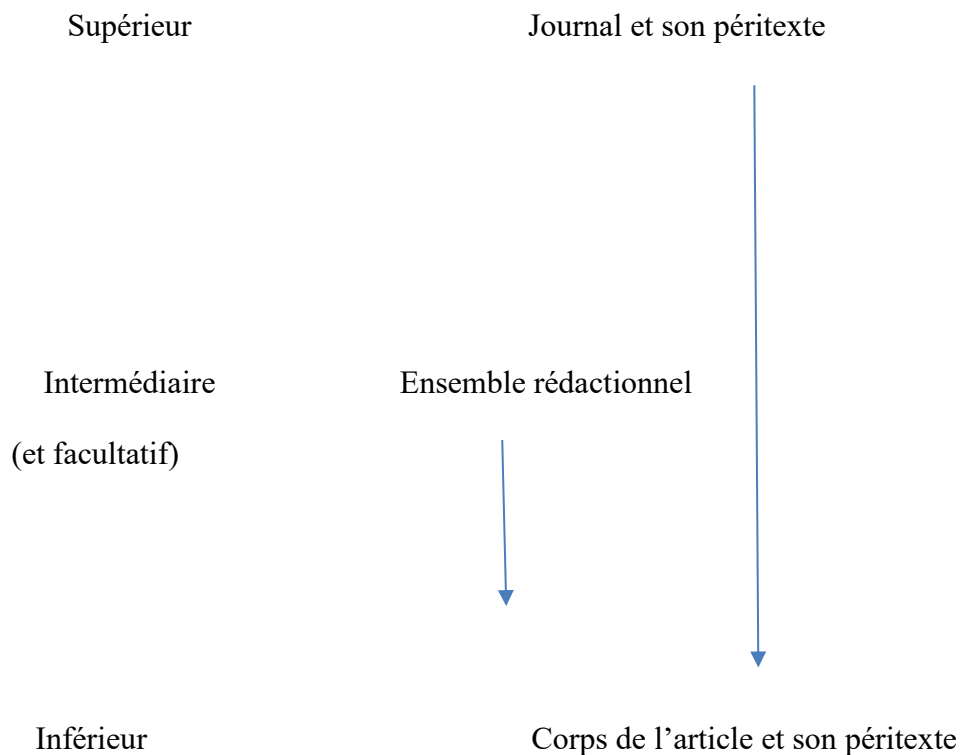 Supérieur Journal et son péritexte
Intermédiaire Ensemble rédactionnel
(et facultatif)
Inférieur Corps de l’article et son péritexte